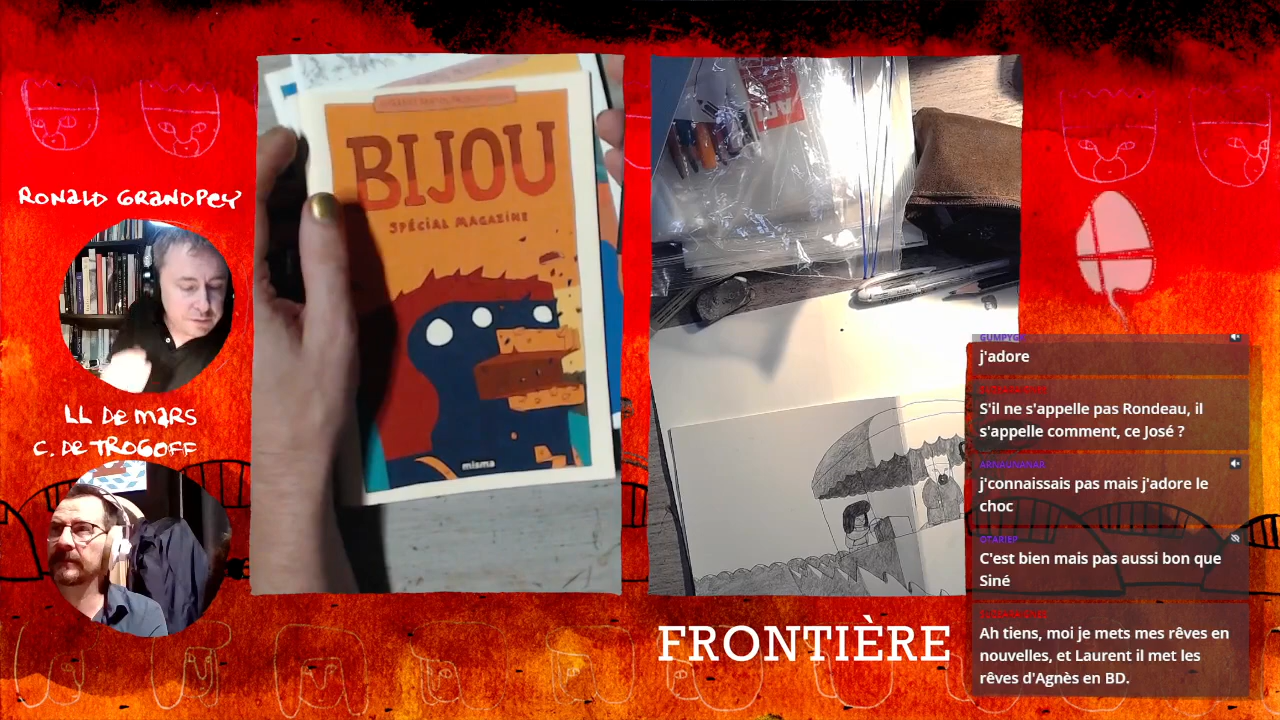 RONALD GRANDPEY
LL DE MARS
C. DE TROGOFF
BIJOU
SPÉCIAL MAGAZINE
misma
FRONTIÈRE
j'adore
S'il ne s'appelle pas Rondeau, il
s'appelle comment, ce José ?
ARNAUNANAR
j'connaissais pas mais j'adore le
choc
OTARIEP
C'est bien mais pas aussi bon que
Siné
Ah tiens, moi je mets mes rêves en
nouvelles, et Laurent il met les
rêves d'Agnès en BD.